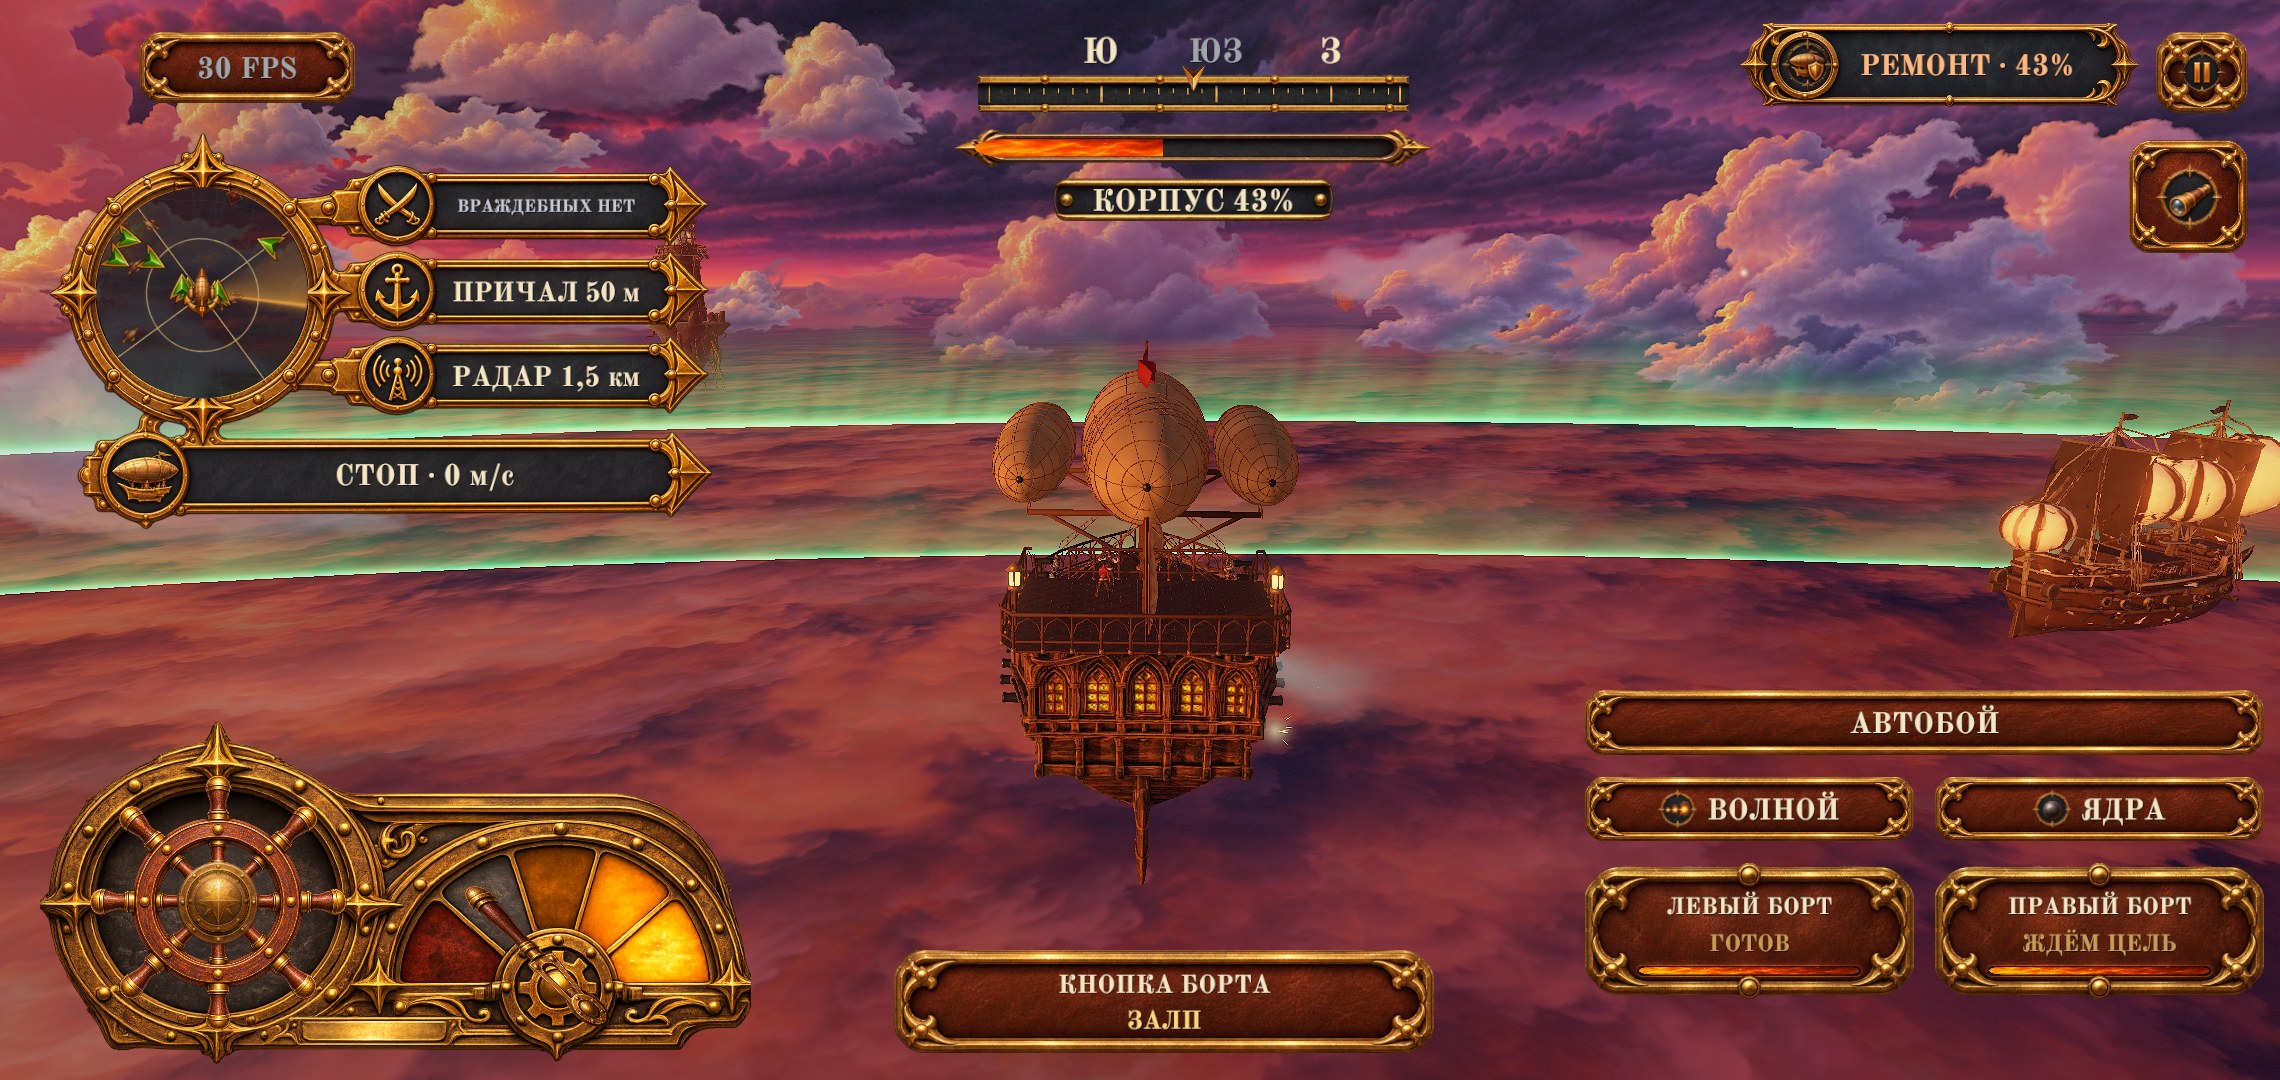 30 FPS
Ю ЮЗ З
РЕМОНТ · 43%
КОРПУС 43%
ВРАЖДЕБНЫХ НЕТ
ПРИЧАЛ 50 м
РАДАР 1,5 км
СТОП · 0 м/с
АВТОБОЙ
ВОЛНОЙ
ЯДРА
ЛЕВЫЙ БОРТ
ГОТОВ
ПРАВЫЙ БОРТ
ЖДЁМ ЦЕЛЬ
КНОПКА БОРТА
ЗАЛП